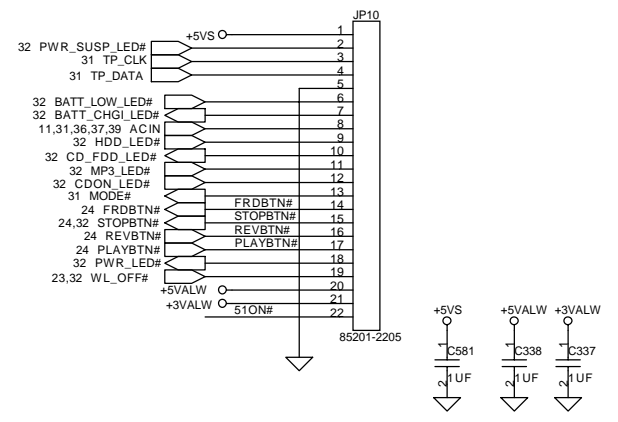 JP10
+5VS 1
32 PWR_SUSP_LED# 2
31 TP_CLK 3
31 TP_DATA 4
5
32 BATT_LOW_LED# 6
32 BATT_CHGI_LED# 7
11,31,36,37,39 ACIN 8
32 HDD_LED# 9
32 CD_FDD_LED# 10
32 MP3_LED# 11
32 CDON_LED# 12
31 MODE# 13
24 FRDBTN# FRDBTN# 14
24,32 STOPBTN# STOPBTN# 15
24 REVBTN# REVBTN# 16
24 PLAYBTN# PLAYBTN# 17
32 PWR_LED# 18
23,32 WL_OFF# 19
+5VALW 20
+3VALW 21
51ON# 22
85201-2205
+5VS +5VALW +3VALW
1 1 1
C581 C338 C337
2 1UF 2 1UF 2 1UF